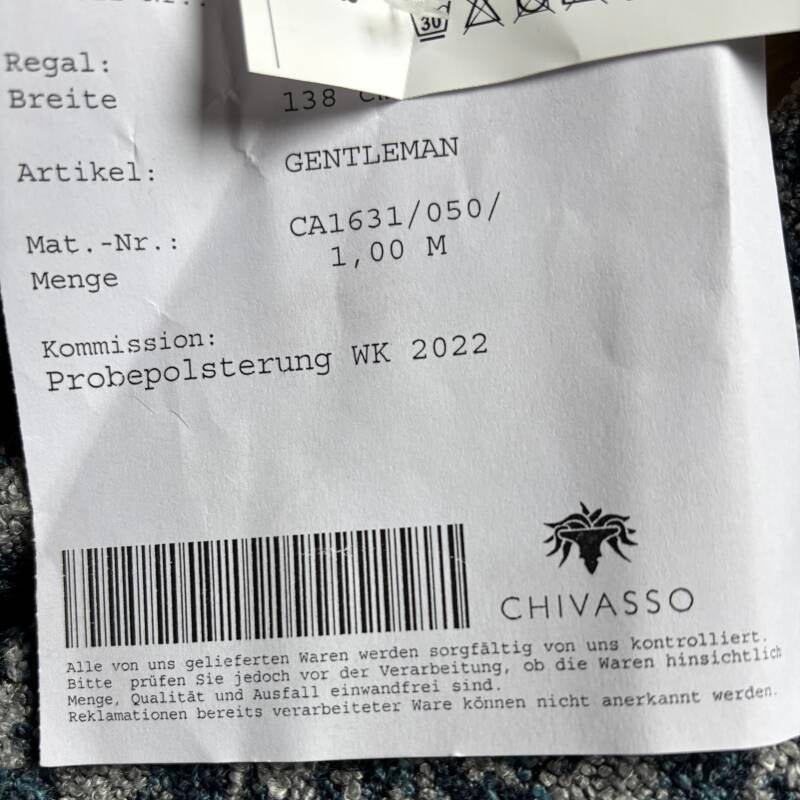 30
Regal:
Breite 138
Artikel: GENTLEMAN
Mat.-Nr.: CA1631/050/
Menge 1,00 M
Kommission:
Probepolsterung WK 2022
CHIVASSO
Alle von uns gelieferten Waren werden sorgfältig von uns kontrolliert.
Bitte prüfen Sie jedoch vor der Verarbeitung, ob die Waren hinsichtlich
Menge, Qualität und Ausfall einwandfrei sind.
Reklamationen bereits verarbeiteter Ware können nicht anerkannt werden.